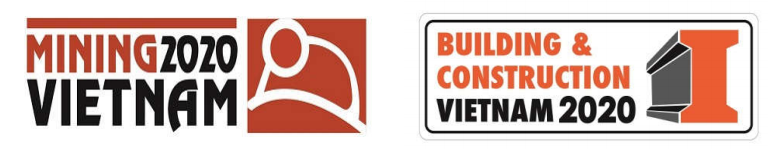 MINING2020
VIETNAM
BUILDING &
CONSTRUCTION
VIETNAM 2020